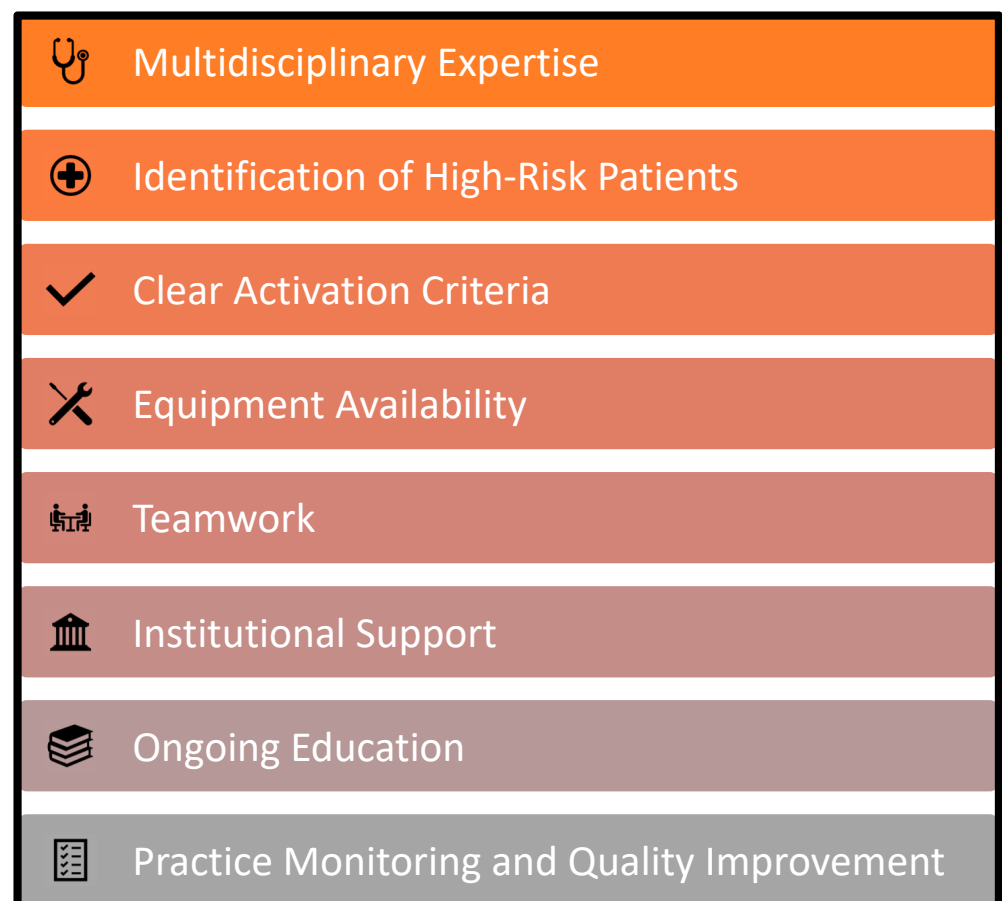 Multidisciplinary Expertise
Identification of High-Risk Patients
Clear Activation Criteria
Equipment Availability
Teamwork
Institutional Support
Ongoing Education
Practice Monitoring and Quality Improvement